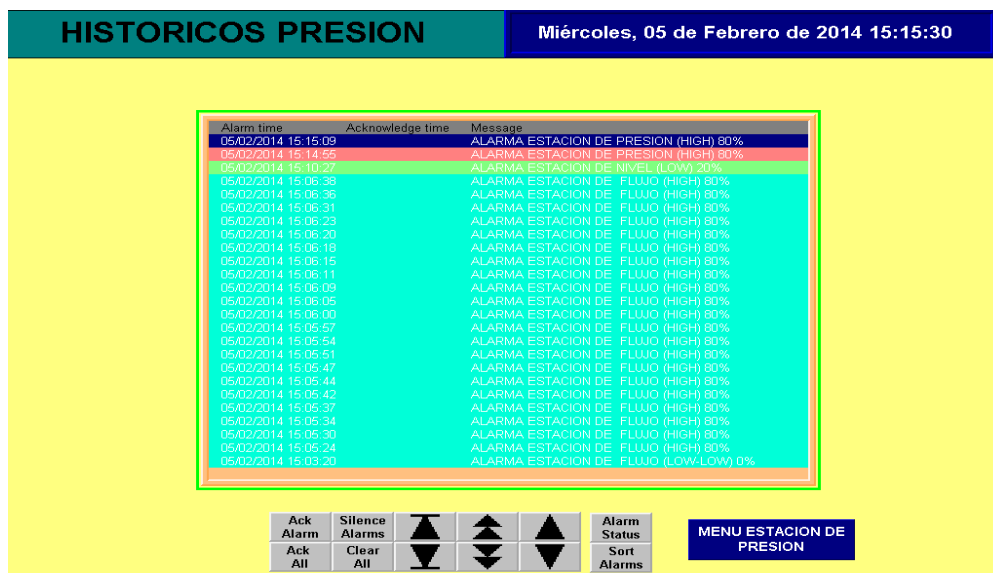 HISTORICOS PRESION
Miércoles, 05 de Febrero de 2014 15:15:30
Alarm time Acknowledge time Message
05/02/2014 15:15:09 ALARMA ESTACION DE PRESION (HIGH) 80%
05/02/2014 15:14:55 ALARMA ESTACION DE PRESION (HIGH) 80%
05/02/2014 15:10:27 ALARMA ESTACION DE NIVEL (LOW) 20%
05/02/2014 15:06:38 ALARMA ESTACION DE FLUJO (HIGH) 80%
05/02/2014 15:06:36 ALARMA ESTACION DE FLUJO (HIGH) 80%
05/02/2014 15:06:31 ALARMA ESTACION DE FLUJO (HIGH) 80%
05/02/2014 15:06:23 ALARMA ESTACION DE FLUJO (HIGH) 80%
05/02/2014 15:06:20 ALARMA ESTACION DE FLUJO (HIGH) 80%
05/02/2014 15:06:18 ALARMA ESTACION DE FLUJO (HIGH) 80%
05/02/2014 15:06:15 ALARMA ESTACION DE FLUJO (HIGH) 80%
05/02/2014 15:06:11 ALARMA ESTACION DE FLUJO (HIGH) 80%
05/02/2014 15:06:09 ALARMA ESTACION DE FLUJO (HIGH) 80%
05/02/2014 15:06:05 ALARMA ESTACION DE FLUJO (HIGH) 80%
05/02/2014 15:06:00 ALARMA ESTACION DE FLUJO (HIGH) 80%
05/02/2014 15:05:57 ALARMA ESTACION DE FLUJO (HIGH) 80%
05/02/2014 15:05:54 ALARMA ESTACION DE FLUJO (HIGH) 80%
05/02/2014 15:05:51 ALARMA ESTACION DE FLUJO (HIGH) 80%
05/02/2014 15:05:47 ALARMA ESTACION DE FLUJO (HIGH) 80%
05/02/2014 15:05:44 ALARMA ESTACION DE FLUJO (HIGH) 80%
05/02/2014 15:05:42 ALARMA ESTACION DE FLUJO (HIGH) 80%
05/02/2014 15:05:37 ALARMA ESTACION DE FLUJO (HIGH) 80%
05/02/2014 15:05:34 ALARMA ESTACION DE FLUJO (HIGH) 80%
05/02/2014 15:05:30 ALARMA ESTACION DE FLUJO (HIGH) 80%
05/02/2014 15:05:24 ALARMA ESTACION DE FLUJO (HIGH) 80%
05/02/2014 15:03:20 ALARMA ESTACION DE FLUJO (LOW-LOW) 0%
Ack
Alarm
Silence
Alarms
Alarm
Status
Ack
All
Clear
All
Sort
Alarms
MENU ESTACION DE
PRESION